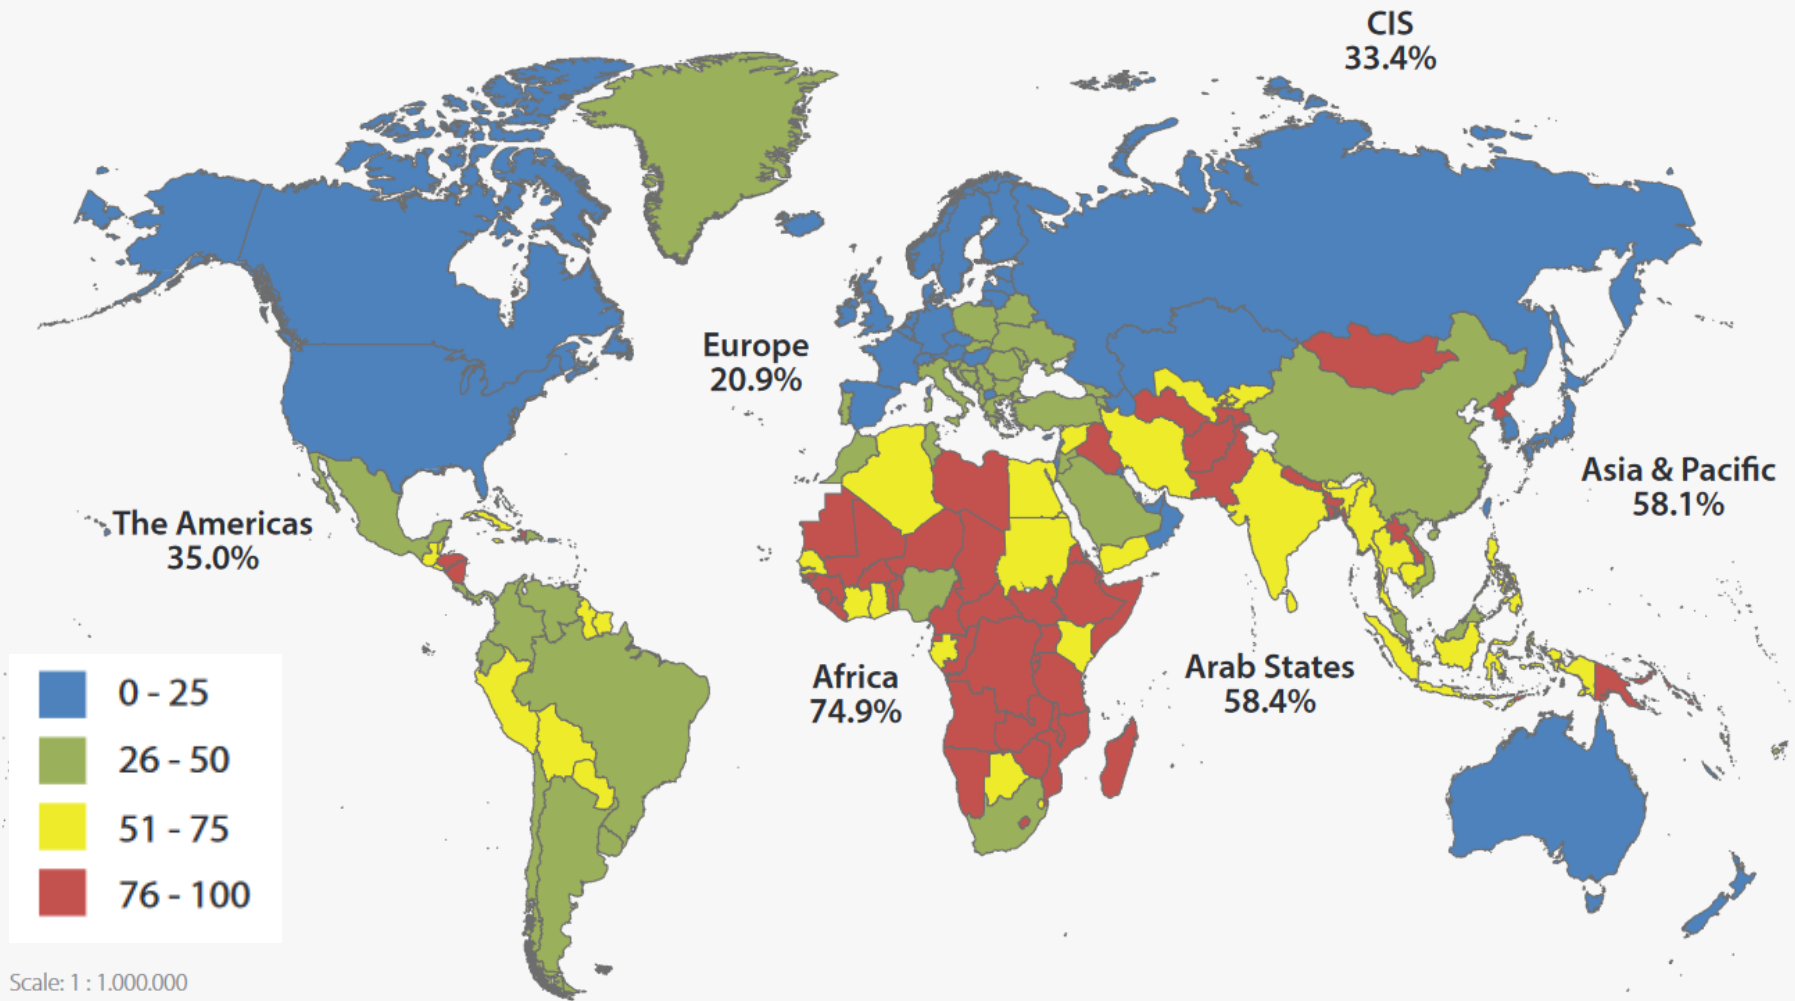 CIS
33.4%
Europe
20.9%
Asia & Pacific
58.1%
The Americas
35.0%
Africa
74.9%
Arab States
58.4%
0 - 25
26 - 50
51 - 75
76 - 100
Scale: 1 : 1.000.000